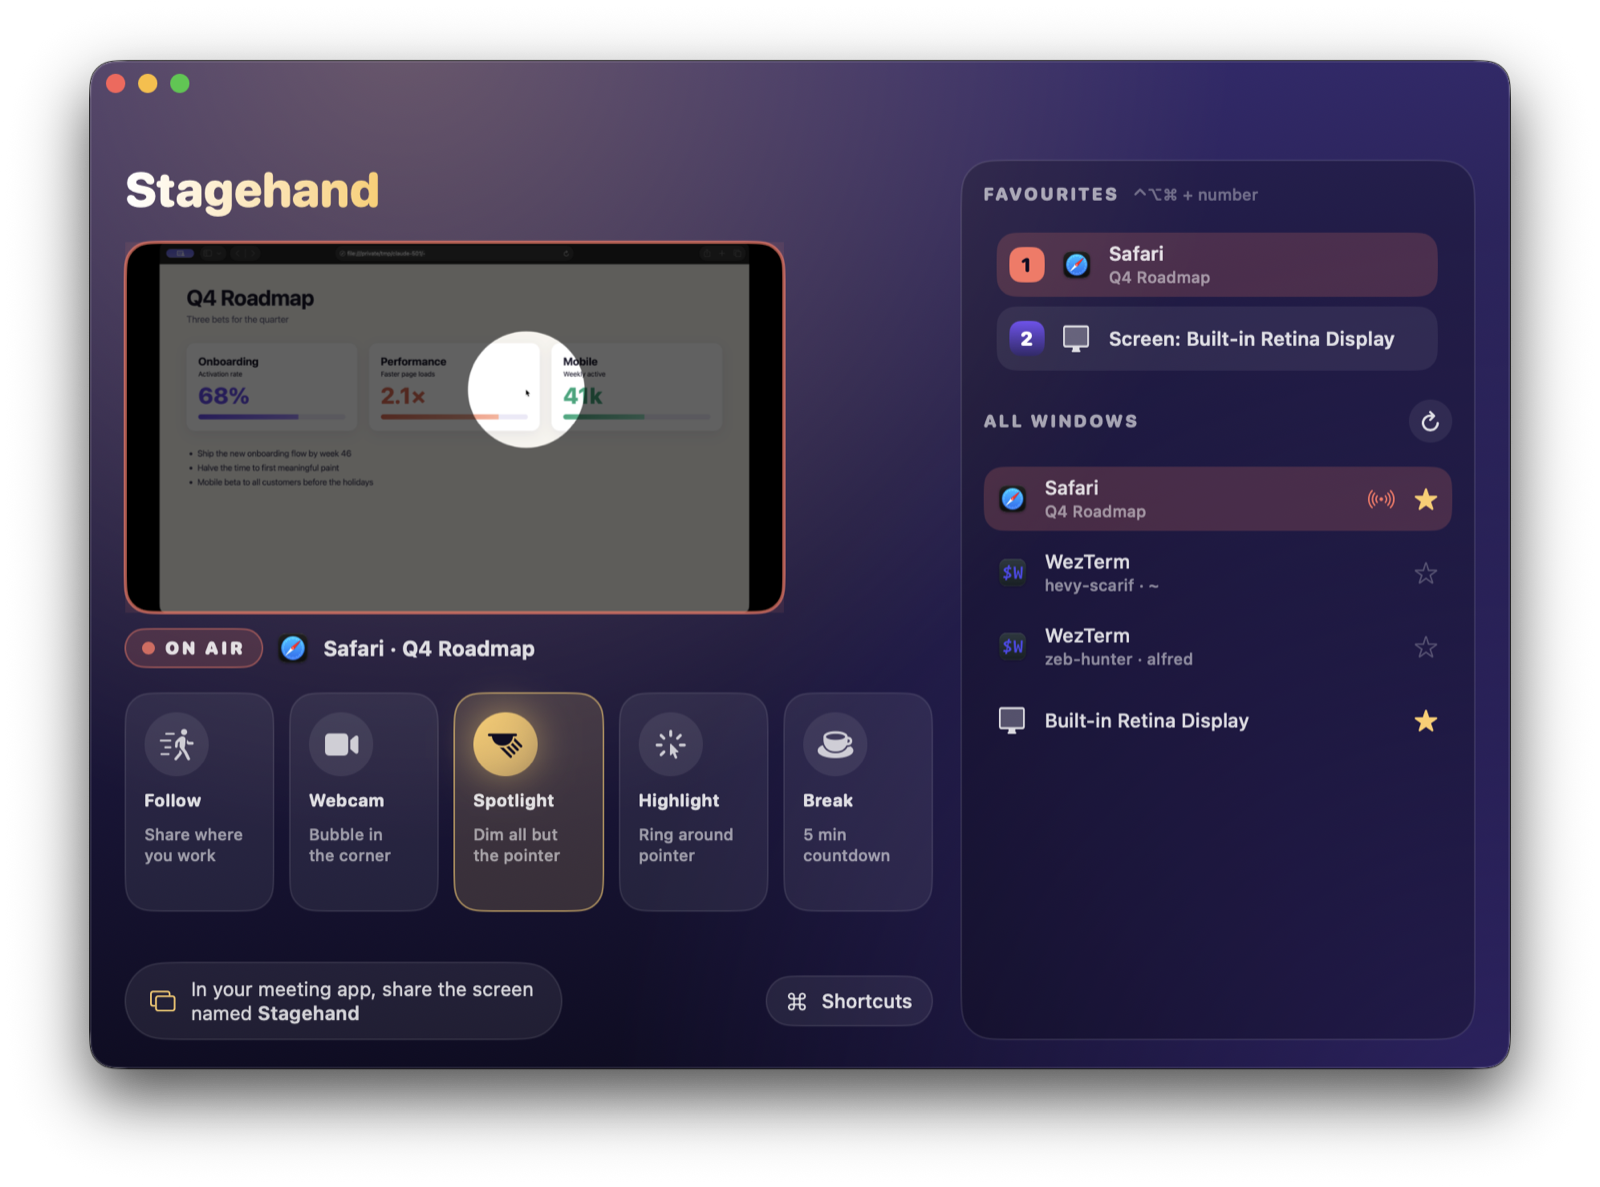 Stagehand
Q4 Roadmap
Three bets for the quarter
Onboarding
Activation rate
68%
Performance
Faster page loads
2.1×
Mobile
Weekly active
41k
• Ship the new onboarding flow by week 46
• Halve the time to first meaningful paint
• Mobile beta to all customers before the holidays
ON AIR
Safari · Q4 Roadmap
Follow
Share where
you work
Webcam
Bubble in
the corner
Spotlight
Dim all but
the pointer
Highlight
Ring around
pointer
Break
5 min
countdown
In your meeting app, share the screen
named Stagehand
⌘ Shortcuts
FAVOURITES ^⌥⌘ + number
1 Safari
Q4 Roadmap
2 Screen: Built-in Retina Display
ALL WINDOWS
Safari
Q4 Roadmap
$W WezTerm
hevy-scarif · ~
$W WezTerm
zeb-hunter · alfred
Built-in Retina Display